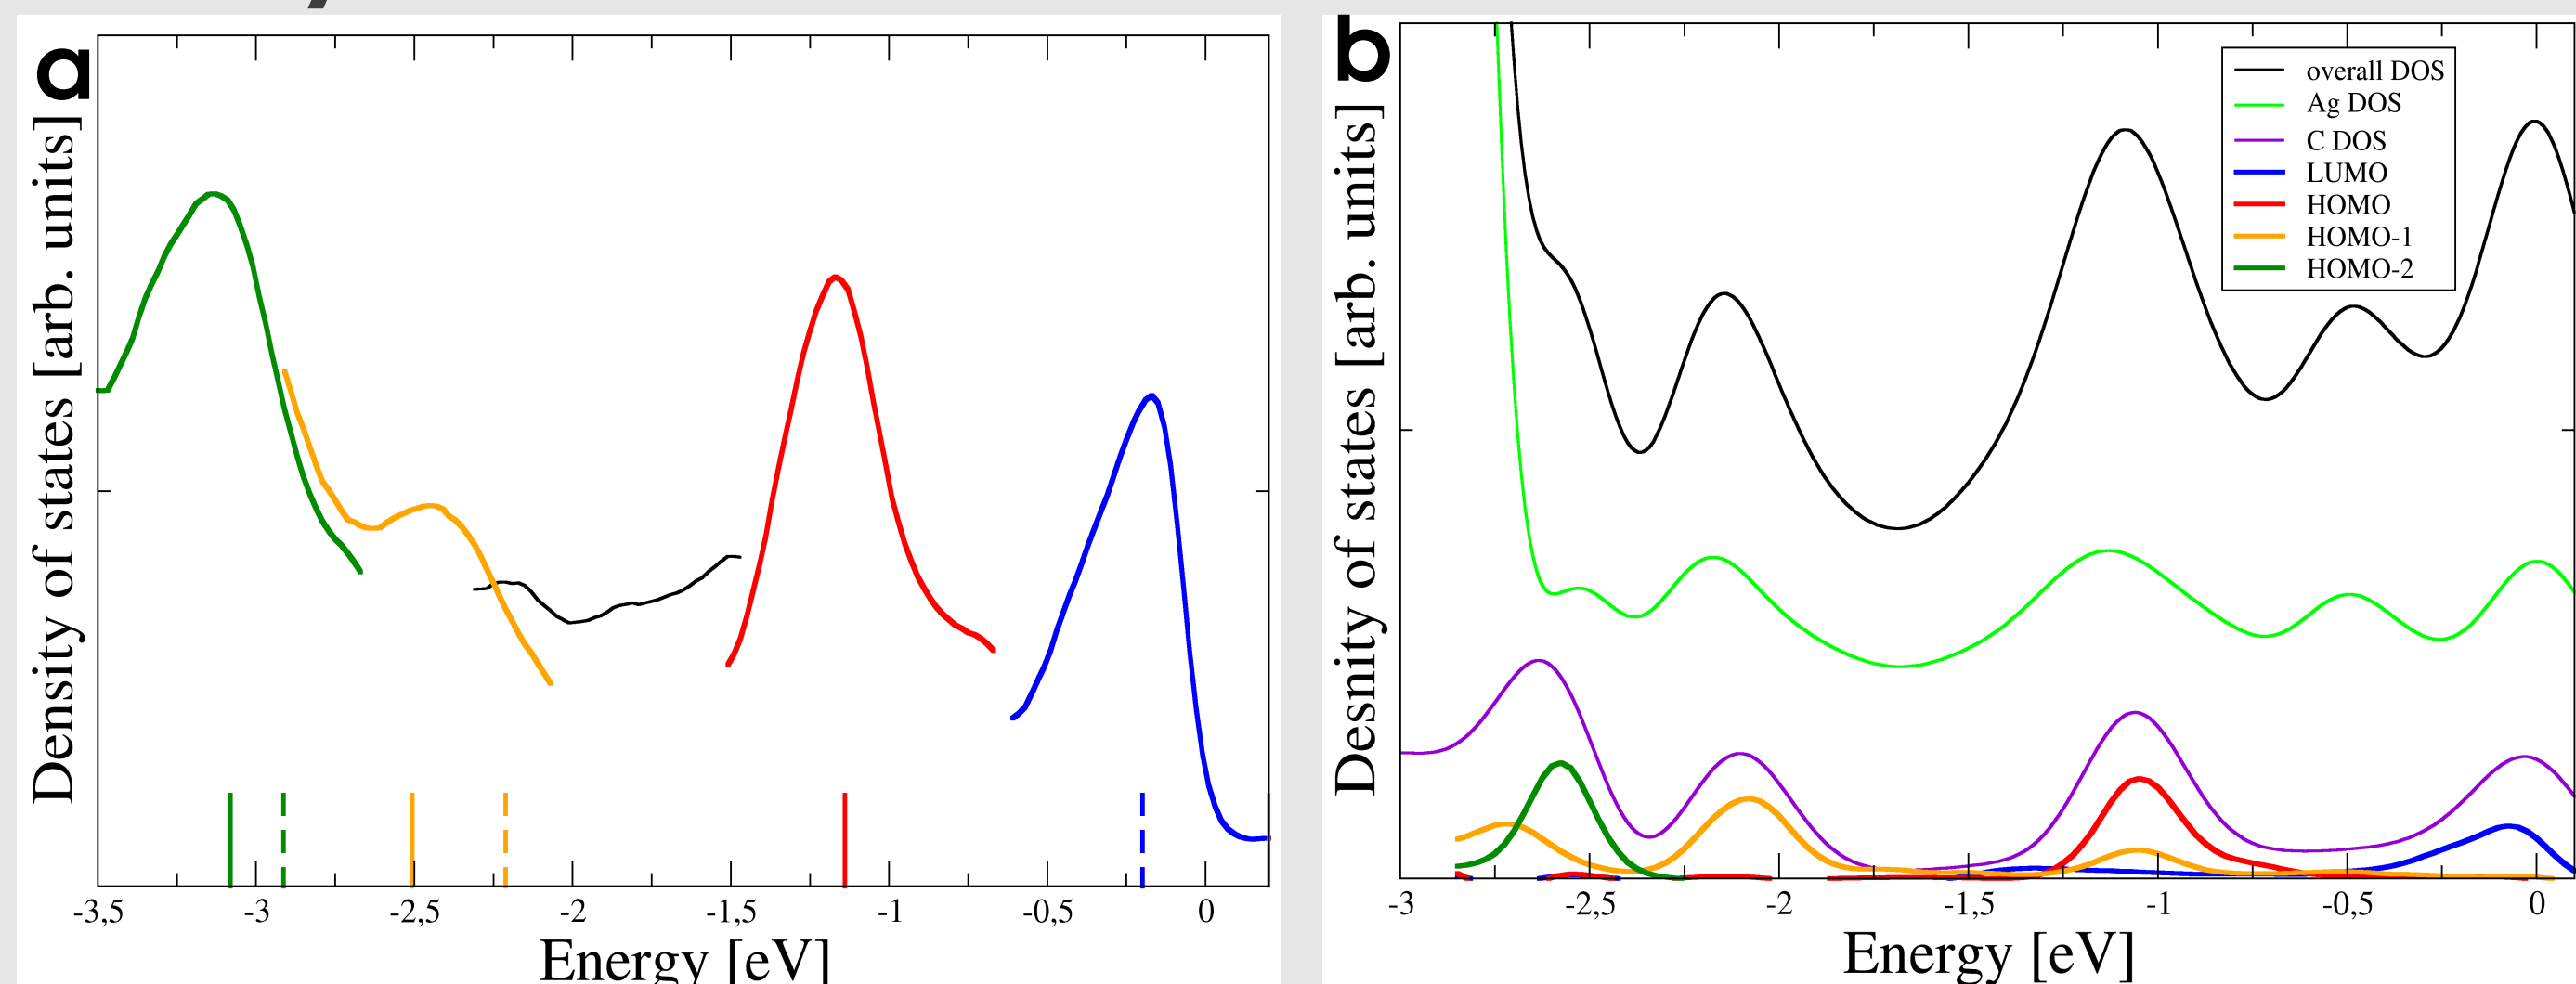 a
Density of states [arb. units]
-3,5 -3 -2,5 -2 -1,5 -1 -0,5 0
Energy [eV]
b
Desnity of states [arb. units]
overall DOS
Ag DOS
C DOS
LUMO
HOMO
HOMO-1
HOMO-2
-3 -2,5 -2 -1,5 -1 -0,5 0
Energy [eV]